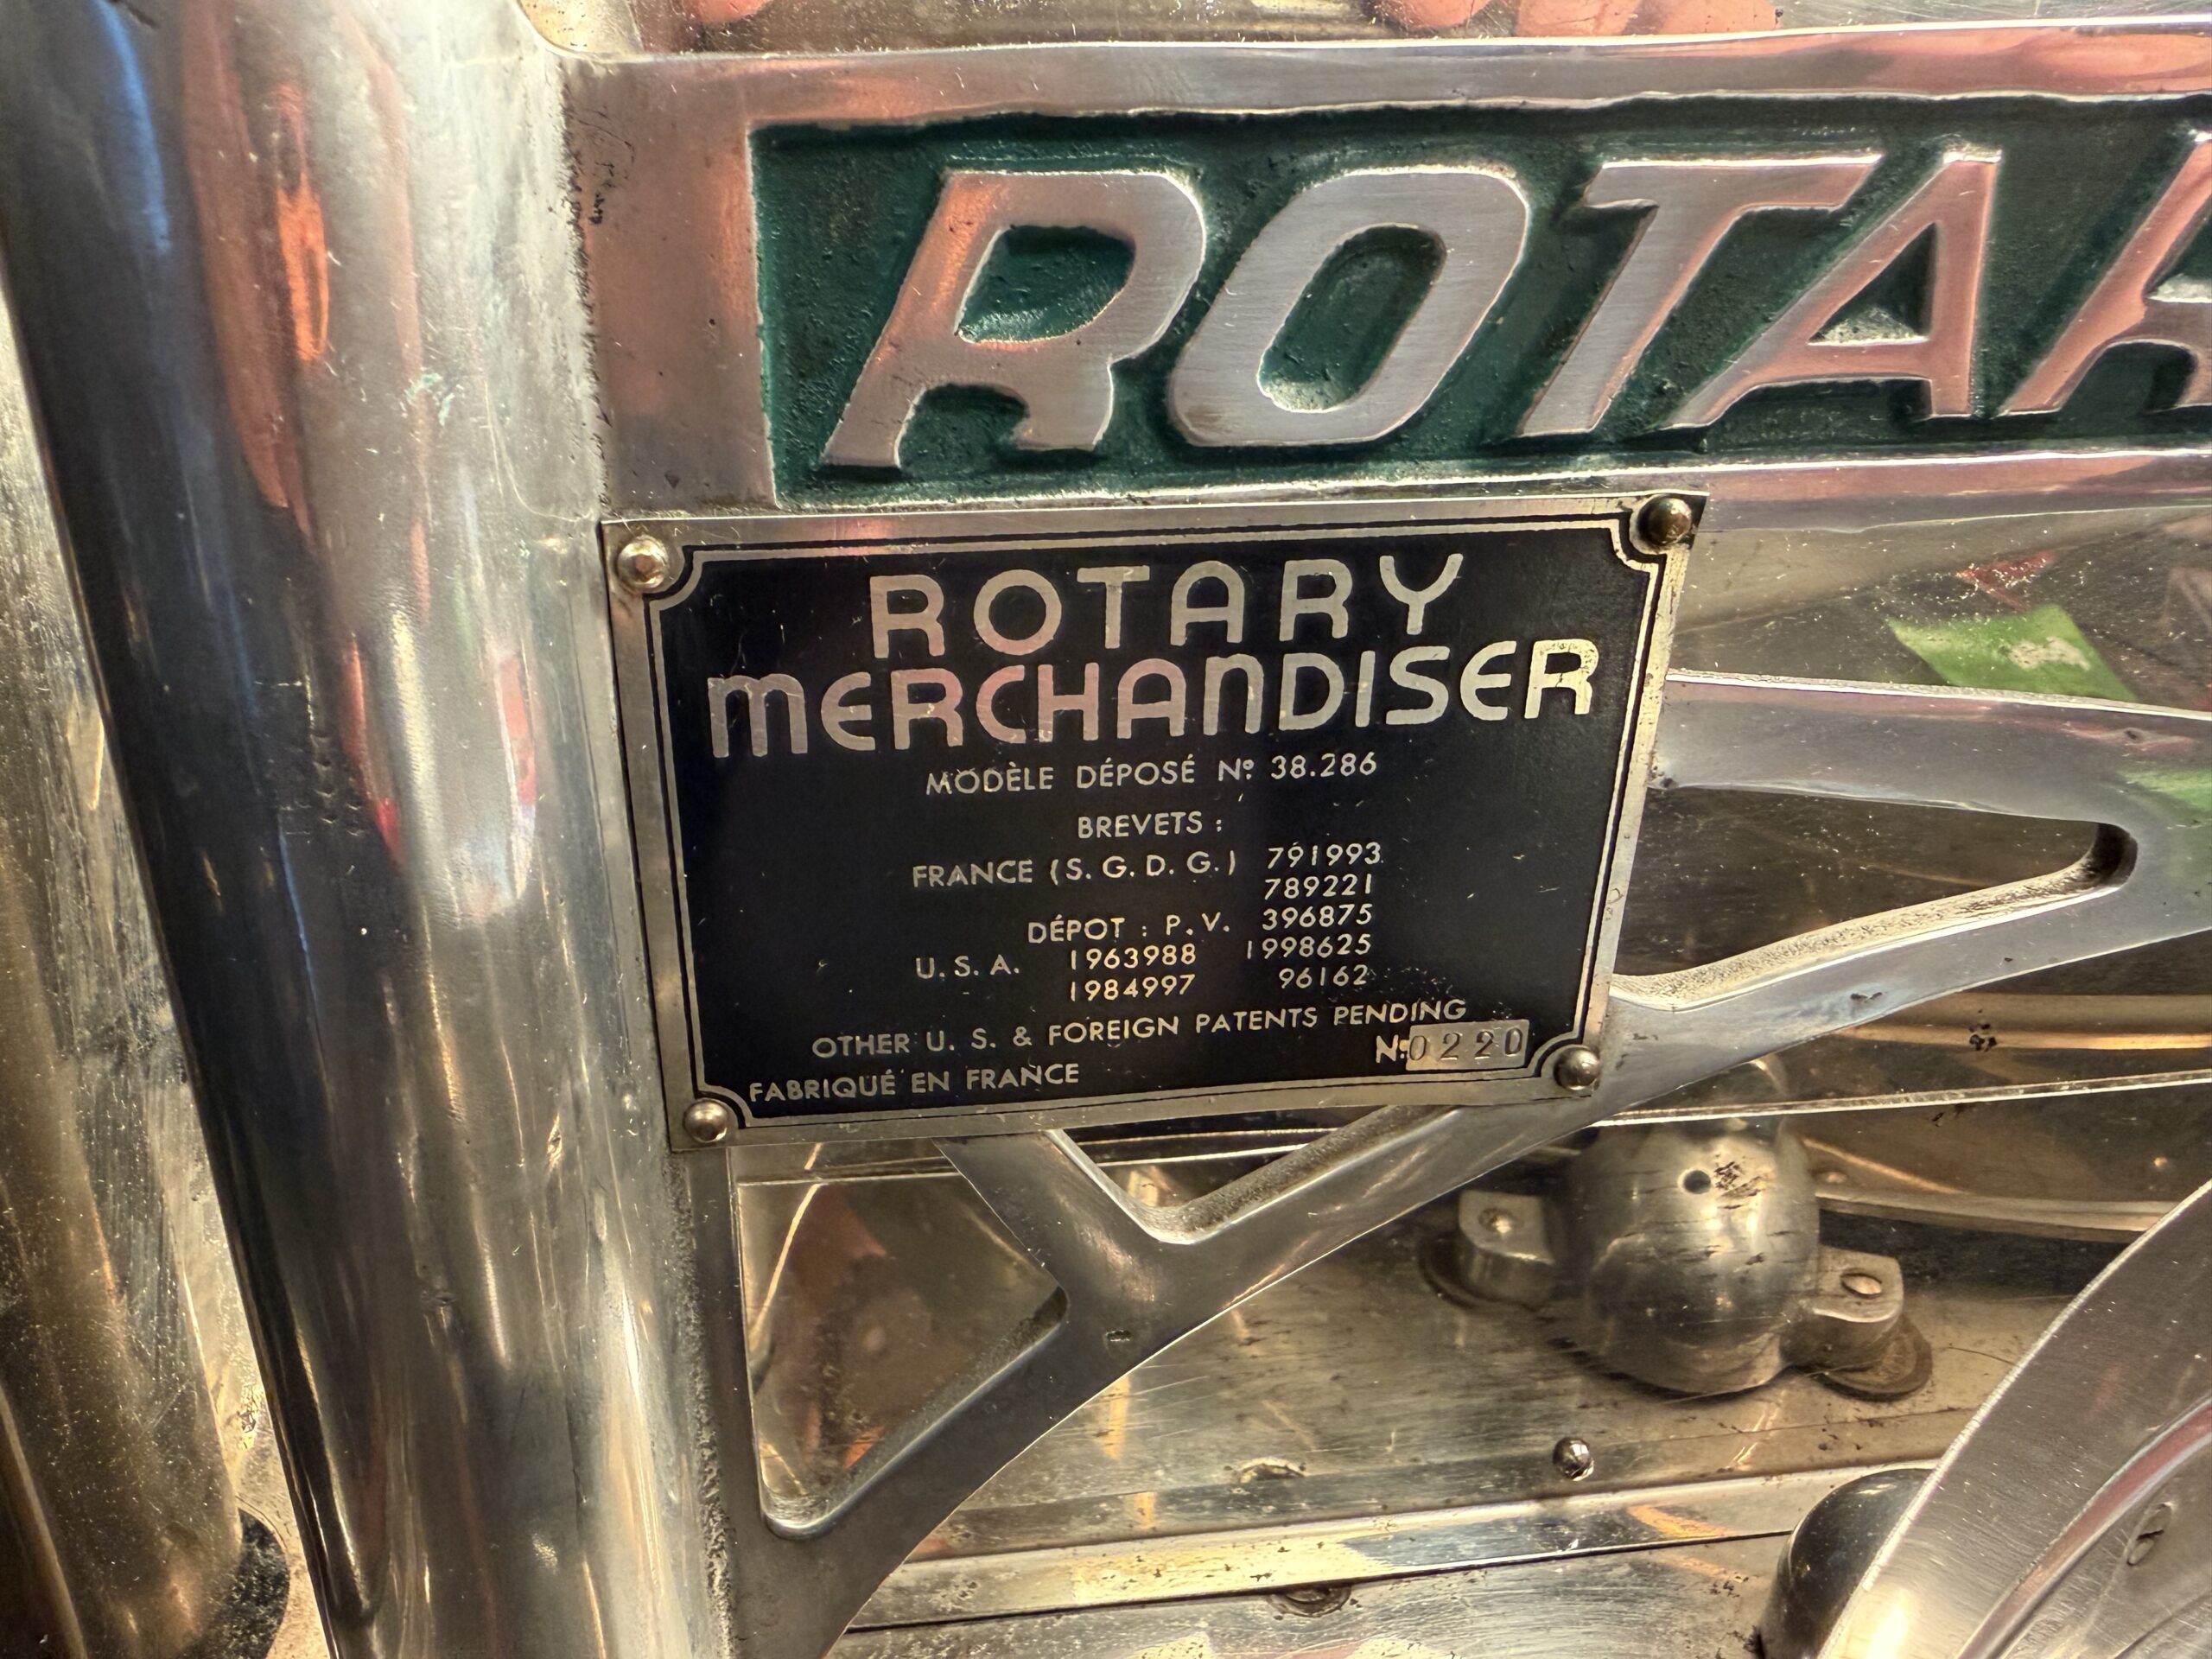 ROTAR
ROTARY
MERCHANDISER
MODÈLE DÉPOSÉ Nº 38.286
BREVETS :
FRANCE (S. G. D. G.) 791993
789221
DÉPOT : P. V. 396875
U. S. A. 1963988 1998625
1984997 96162
OTHER U. S. & FOREIGN PATENTS PENDING
Nº 0220
FABRIQUÉ EN FRANCE